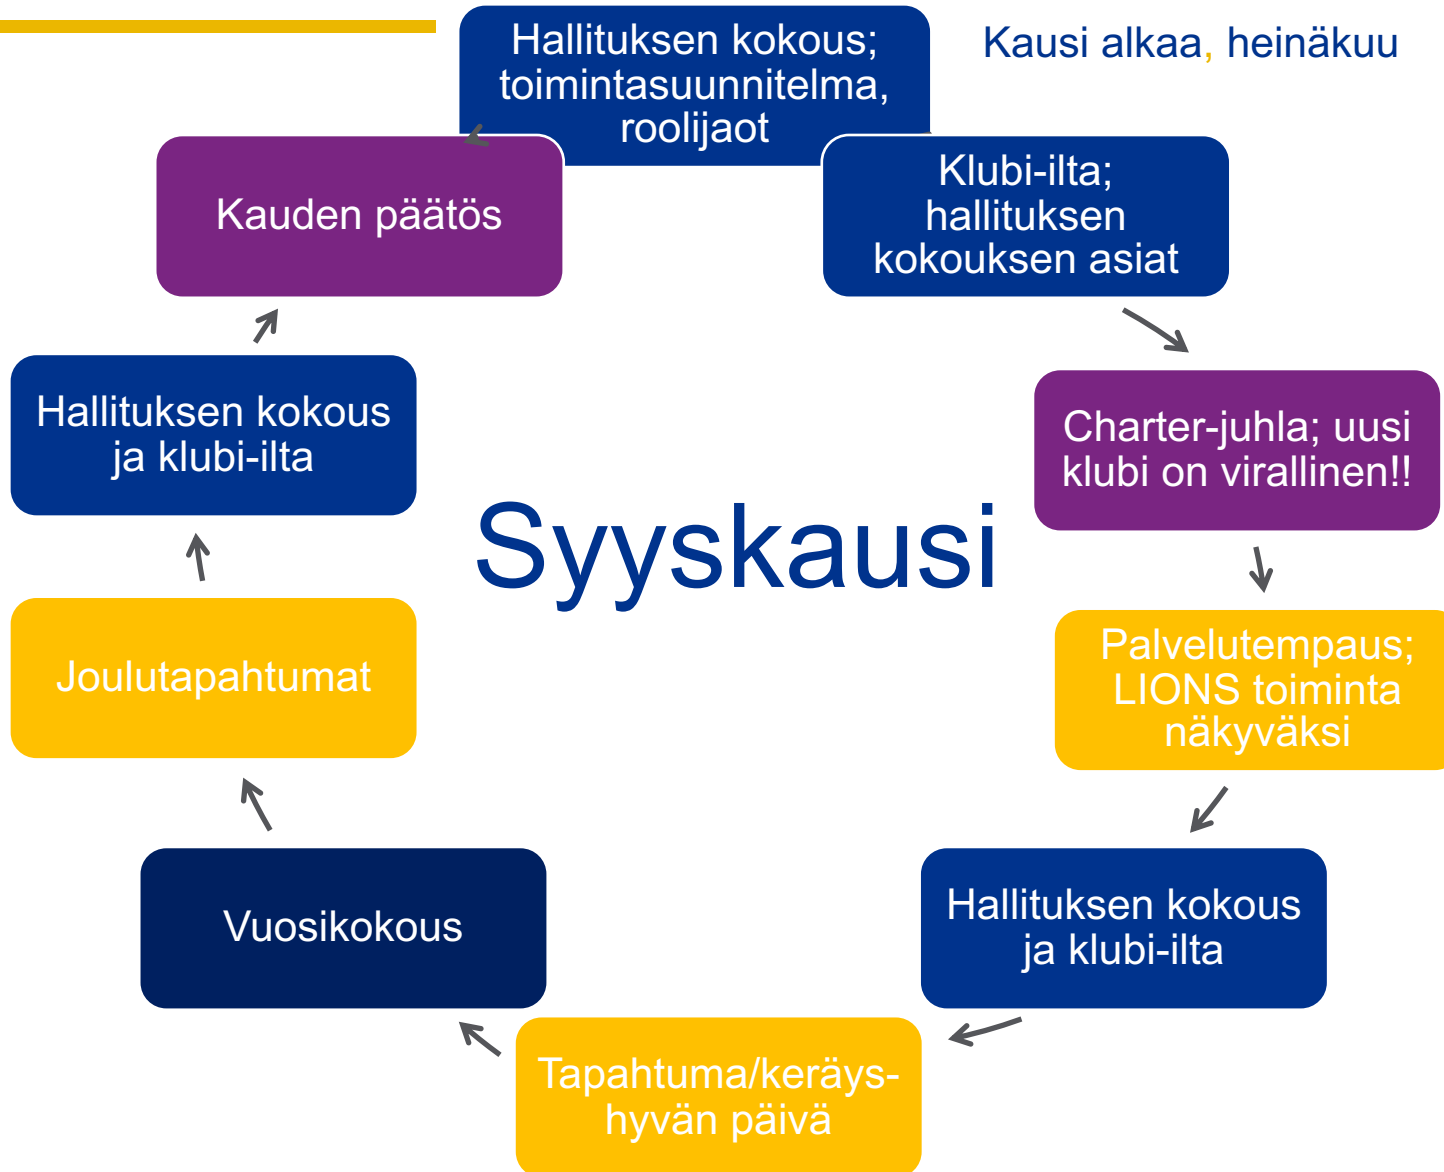 Kausi alkaa, heinäkuu
Hallituksen kokous;
toimintasuunnitelma,
roolijaot
Klubi-ilta;
hallituksen
kokouksen asiat
Charter-juhla; uusi
klubi on virallinen!!
Palvelutempaus;
LIONS toiminta
näkyväksi
Hallituksen kokous
ja klubi-ilta
Tapahtuma/keräys-
hyvän päivä
Vuosikokous
Joulutapahtumat
Hallituksen kokous
ja klubi-ilta
Kauden päätös
Syyskausi